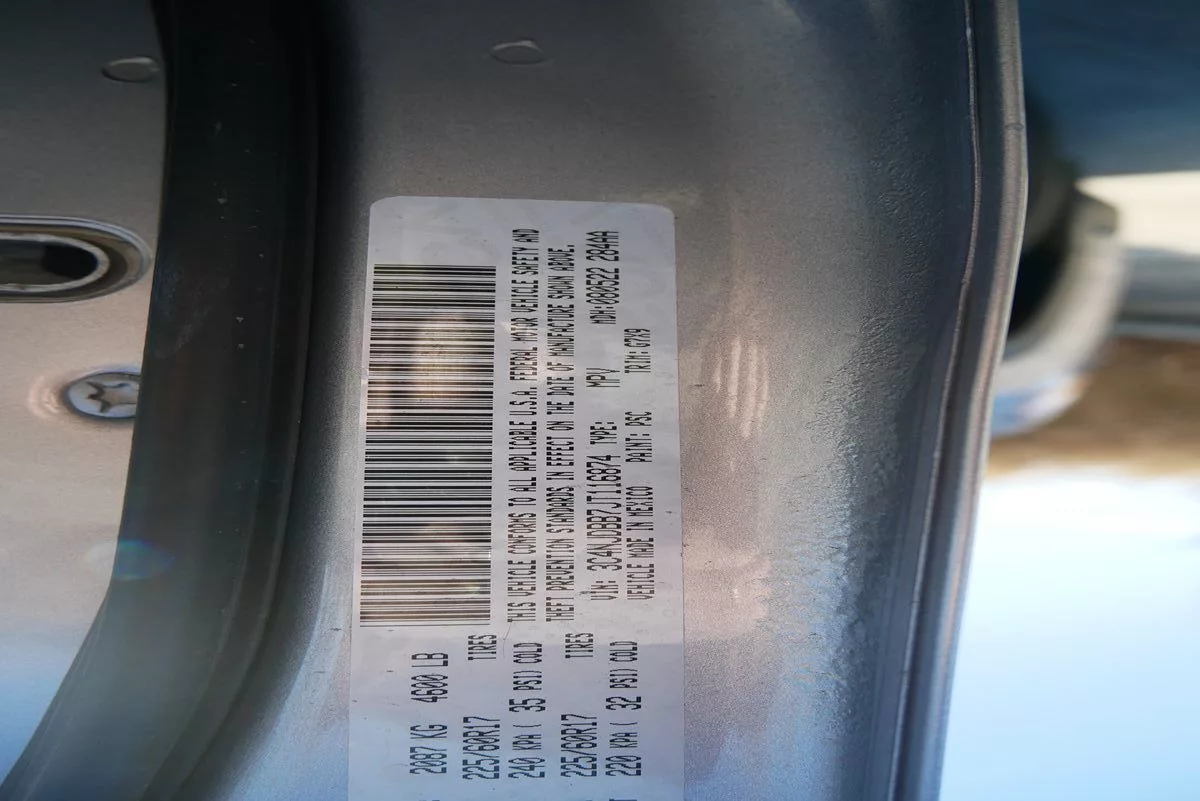 2087 KG 4600 LB
225/60R17 TIRES
240 KPA ( 35 PSI) COLD
225/60R17 TIRES
220 KPA ( 32 PSI) COLD
THIS VEHICLE CONFORMS TO ALL APPLICABLE U.S.A. FEDERAL MOTOR VEHICLE SAFETY AND
THEFT PREVENTION STANDARDS IN EFFECT ON THE DATE OF MANUFACTURE SHOWN ABOVE.
VIN: 3C4NJDBB7JT116874 TYPE: MPV MDH:080522 284AA
VEHICLE MADE IN MEXICO PAINT: PSC TRIM: G7X9